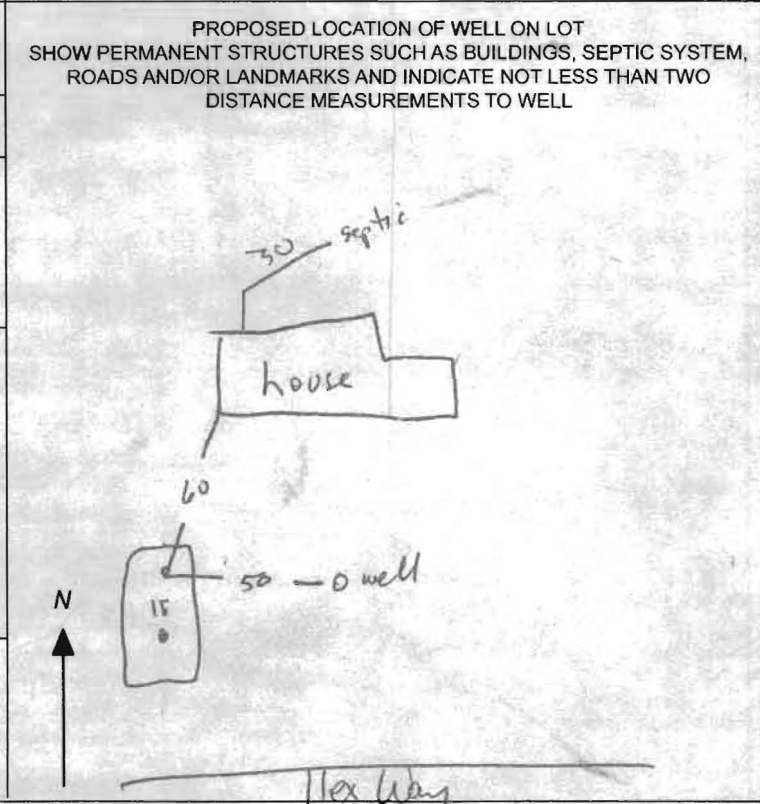 PROPOSED LOCATION OF WELL ON LOT
SHOW PERMANENT STRUCTURES SUCH AS BUILDINGS, SEPTIC SYSTEM,
ROADS AND/OR LANDMARKS AND INDICATE NOT LESS THAN TWO
DISTANCE MEASUREMENTS TO WELL
30 septic
house
60
50 — O well
15
N
Ilex Way